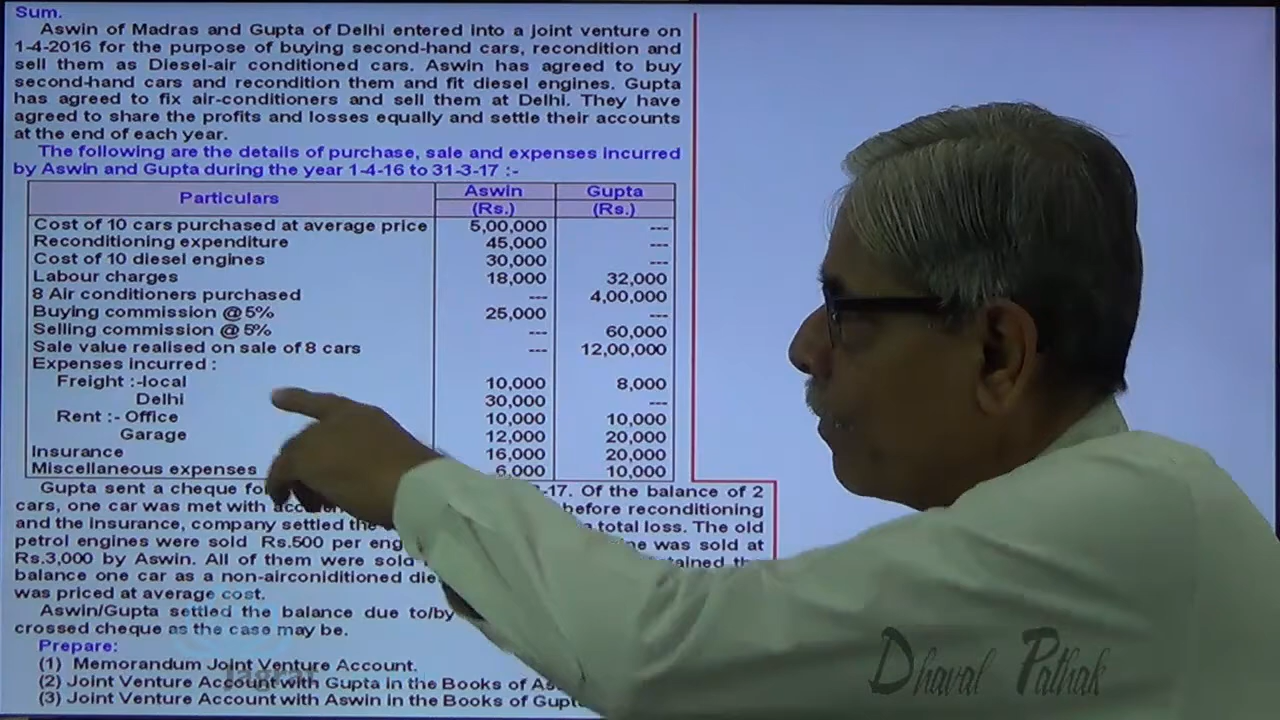 Sum.
Aswin of Madras and Gupta of Delhi entered into a joint venture on
1-4-2016 for the purpose of buying second-hand cars, recondition and
sell them as Diesel-air conditioned cars. Aswin has agreed to buy
second-hand cars and recondition them and fit diesel engines. Gupta
has agreed to fix air-conditioners and sell them at Delhi. They have
agreed to share the profits and losses equally and settle their accounts
at the end of each year.
The following are the details of purchase, sale and expenses incurred
by Aswin and Gupta during the year 1-4-16 to 31-3-17 :-
Particulars Aswin (Rs.) Gupta (Rs.)
Cost of 10 cars purchased at average price 5,00,000 ---
Reconditioning expenditure 45,000 ---
Cost of 10 diesel engines 30,000 ---
Labour charges 18,000 32,000
8 Air conditioners purchased --- 4,00,000
Buying commission @ 5% 25,000 ---
Selling commission @ 5% --- 60,000
Sale value realised on sale of 8 cars --- 12,00,000
Expenses incurred :
Freight :-local 10,000 8,000
Delhi 30,000 ---
Rent :- Office 10,000 10,000
Garage 12,000 20,000
Insurance 16,000 20,000
Miscellaneous expenses 6,000 10,000
Gupta sent a cheque -17. Of the balance of 2
cars, one car was met with before reconditioning
and the insurance, company settled the total loss. The old
petrol engines were sold Rs.500 per was sold at
Rs.3,000 by Aswin. All of them were sold
balance one car as a non-airconiditioned
was priced at average cost.
Aswin/Gupta settled the balance due to/by
crossed cheque as the case may be.
Prepare:
(1) Memorandum Joint Venture Account.
(2) Joint Venture Account with Gupta in the Books of
(3) Joint Venture Account with Aswin in the Books of
Jagrat
Dhaval Pathak